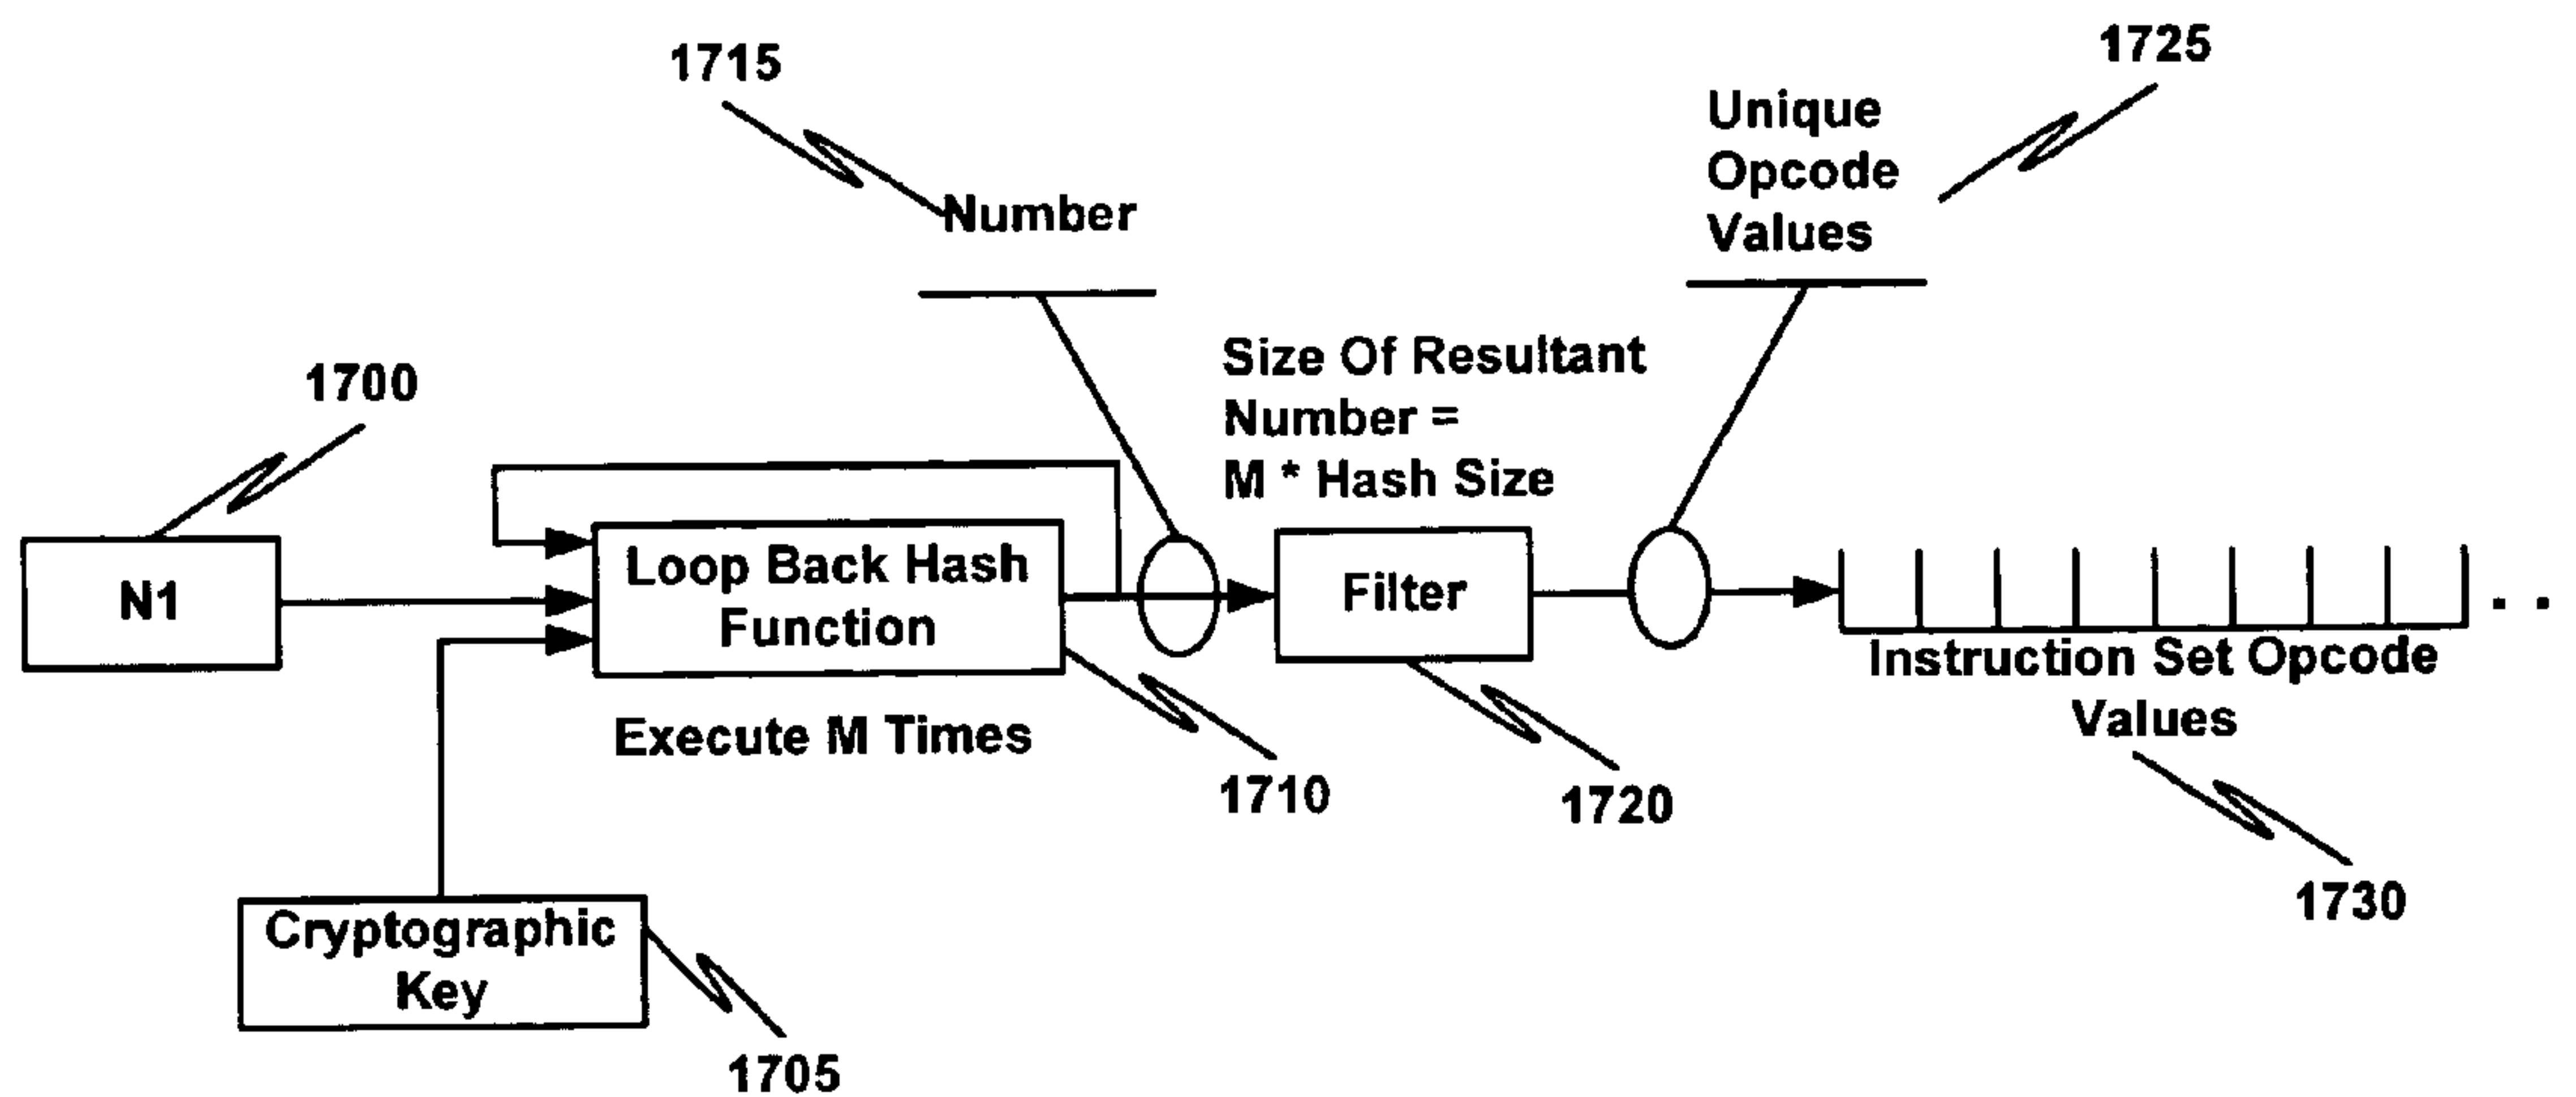 1715
1725
Unique
Opcode
Values
Number
Size Of Resultant
Number =
M * Hash Size
1700
N1
Loop Back Hash
Function
Filter
. .
Execute M Times
Instruction Set Opcode
Values
1710
1720
1730
Cryptographic
Key
1705